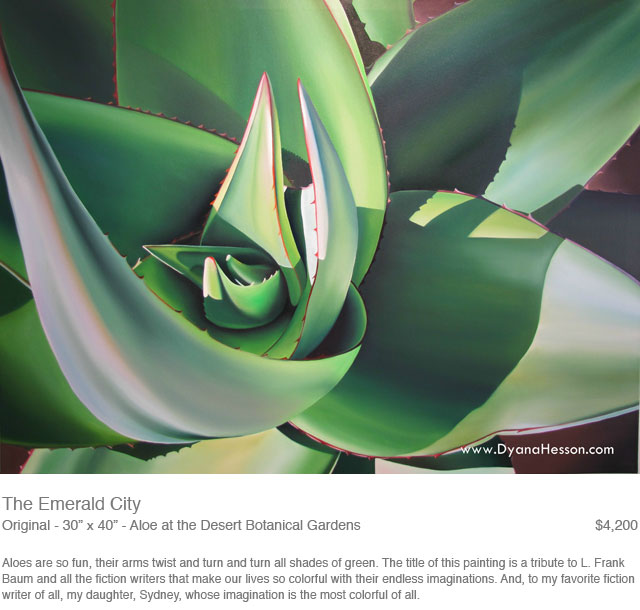 www.DyanaHesson.com
The Emerald City
Original - 30” x 40” - Aloe at the Desert Botanical Gardens $4,200
Aloes are so fun, their arms twist and turn and turn all shades of green. The title of this painting is a tribute to L. Frank
Baum and all the fiction writers that make our lives so colorful with their endless imaginations. And, to my favorite fiction
writer of all, my daughter, Sydney, whose imagination is the most colorful of all.